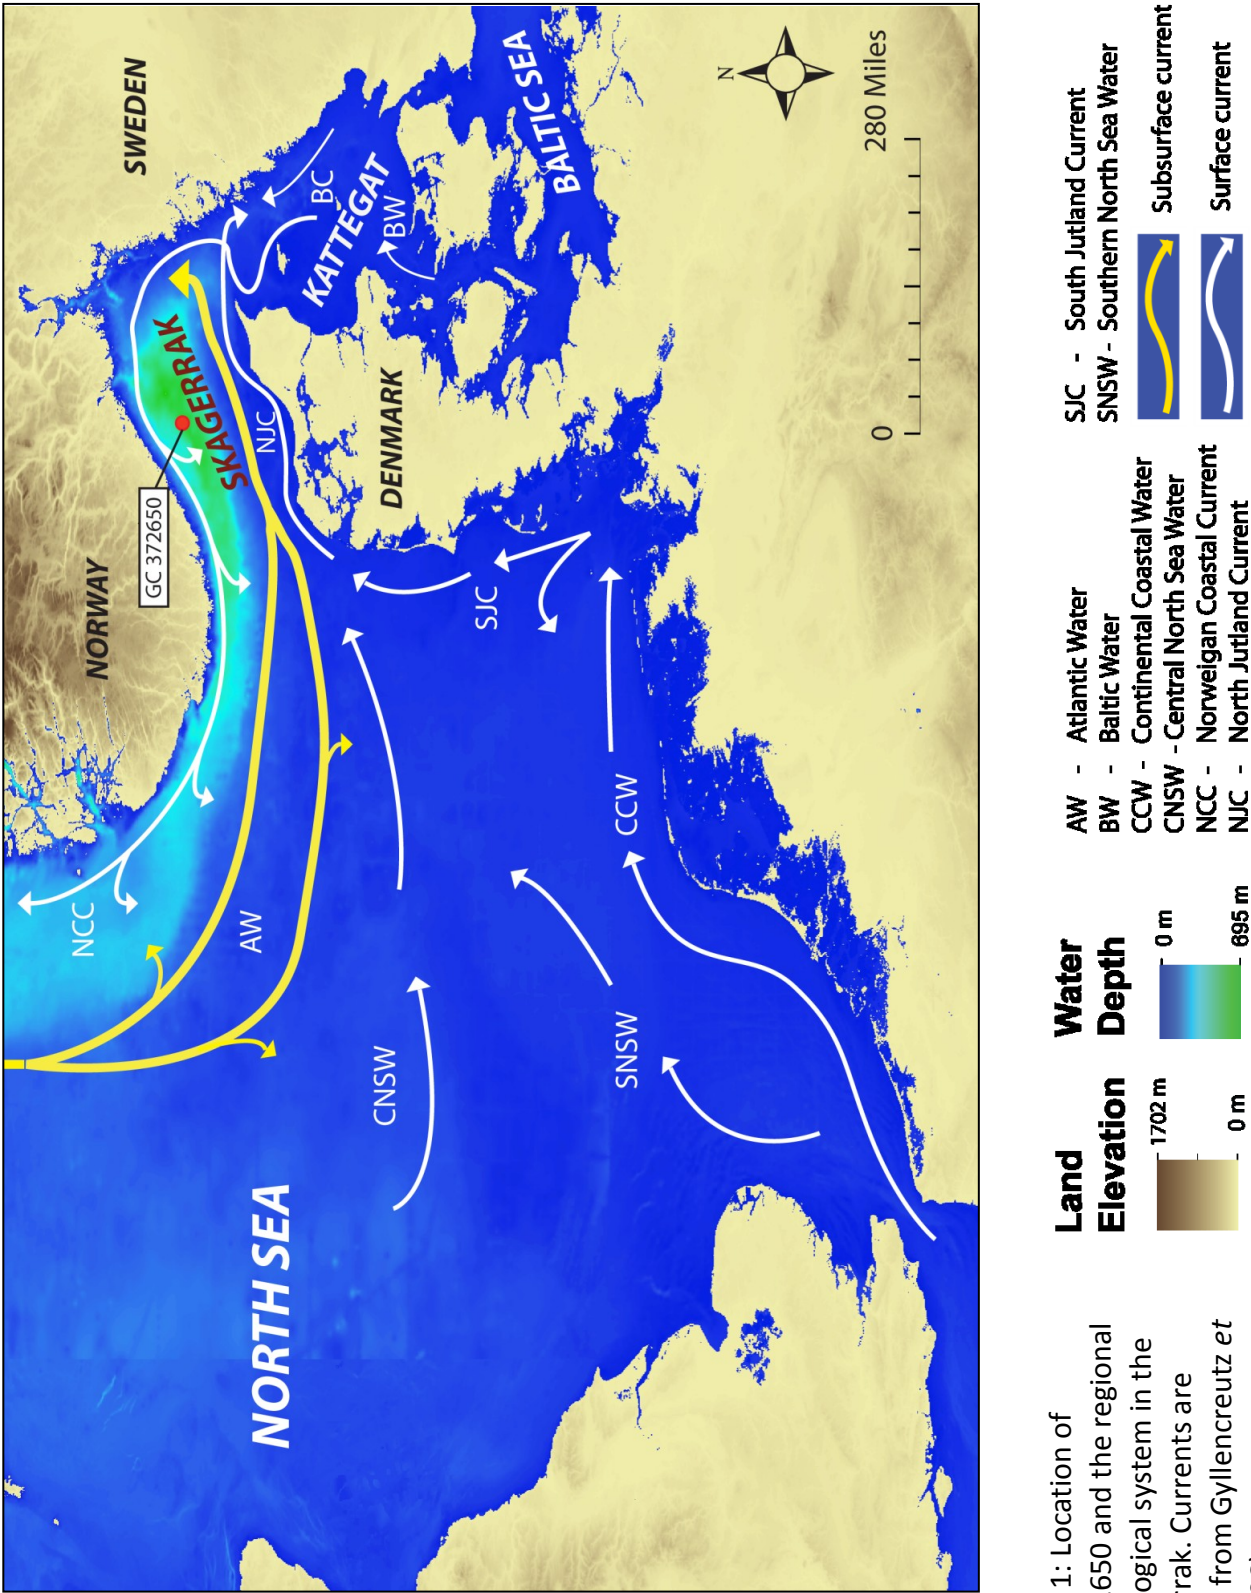 NCC
NORWAY
SWEDEN
GC 372650
SKAGERRAK
AW
NORTH SEA
NJC
BC
KATTEGAT
CNSW
DENMARK
BW
SJC
BALTIC SEA
CCW
SNSW
N
0 280 Miles
1: Location of
650 and the regional
ogical system in the
rrak. Currents are
from Gyllencreutz et
Land
Elevation
1702 m
0 m
Water
Depth
0 m
695 m
AW - Atlantic Water
BW - Baltic Water
CCW - Continental Coastal Water
CNSW - Central North Sea Water
NCC - Norweigan Coastal Current
NJC - North Jutland Current
SJC - South Jutland Current
SNSW - Southern North Sea Water
Subsurface current
Surface current